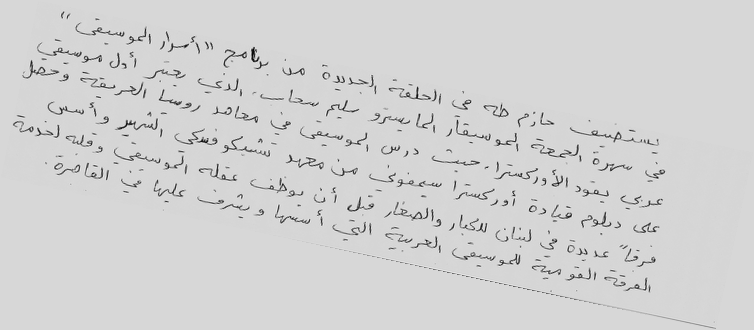 يستضيف حازم طه في الحلقة الجديدة من برنامج "أسرار الموسيقى"
في سهرة الجمعة الموسيقار المايسترو سليم سحاب، الذي يعتبر أول موسيقي
عربي يقود الأوركسترا، حيث درس الموسيقى في معاهد روسيا العريقة وحصل
على دبلوم قيادة أوركسترا سيمفوني من معهد تشيكوفسكي الشهير وأسس
فرقاً عديدة في لبنان للكبار والصغار قبل أن يوظف عقله الموسيقي وقلبه لخدمة
الفرقة القومية للموسيقى العربية التي أسسها ويشرف عليها في القاهرة.